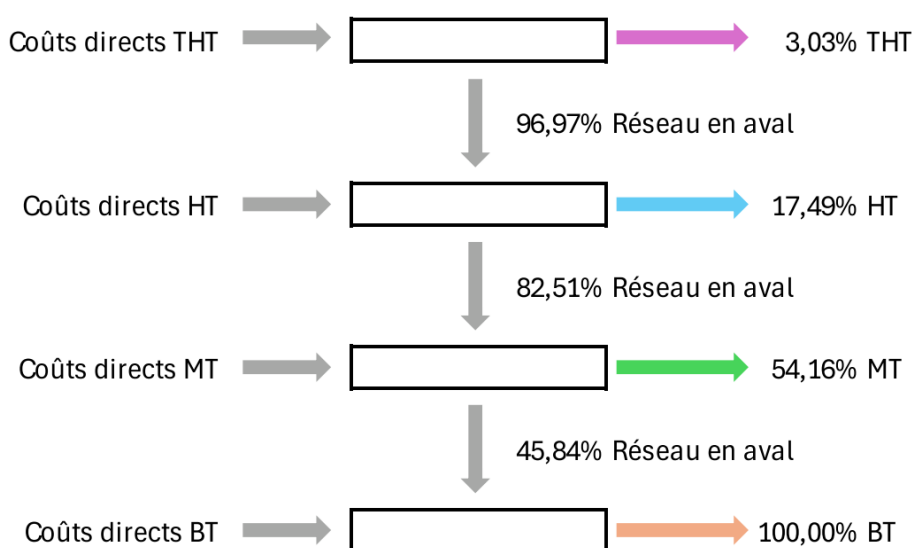 Coûts directs THT 3,03% THT
96,97% Réseau en aval
Coûts directs HT 17,49% HT
82,51% Réseau en aval
Coûts directs MT 54,16% MT
45,84% Réseau en aval
Coûts directs BT 100,00% BT